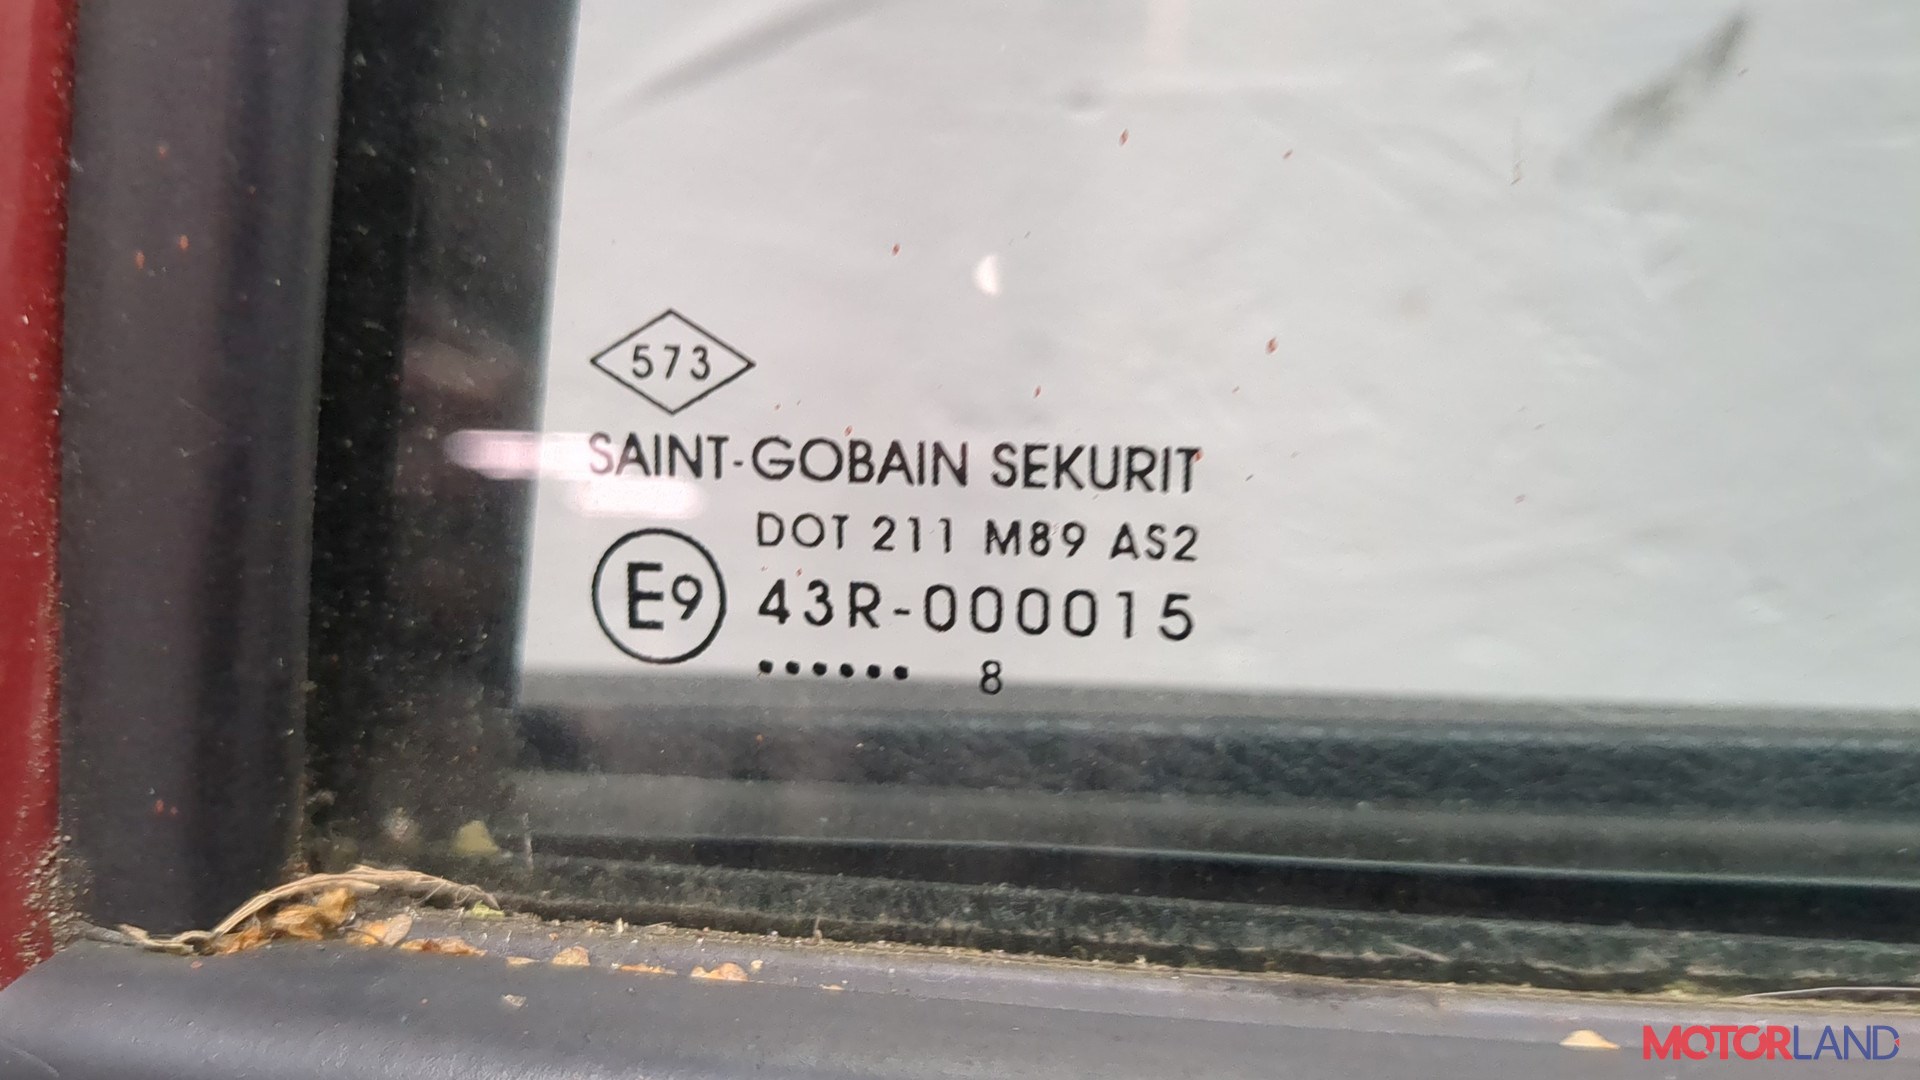 573
SAINT-GOBAIN SEKURIT
DOT 211 M89 AS2
E9 43R-000015
...... 8
MOTORLAND